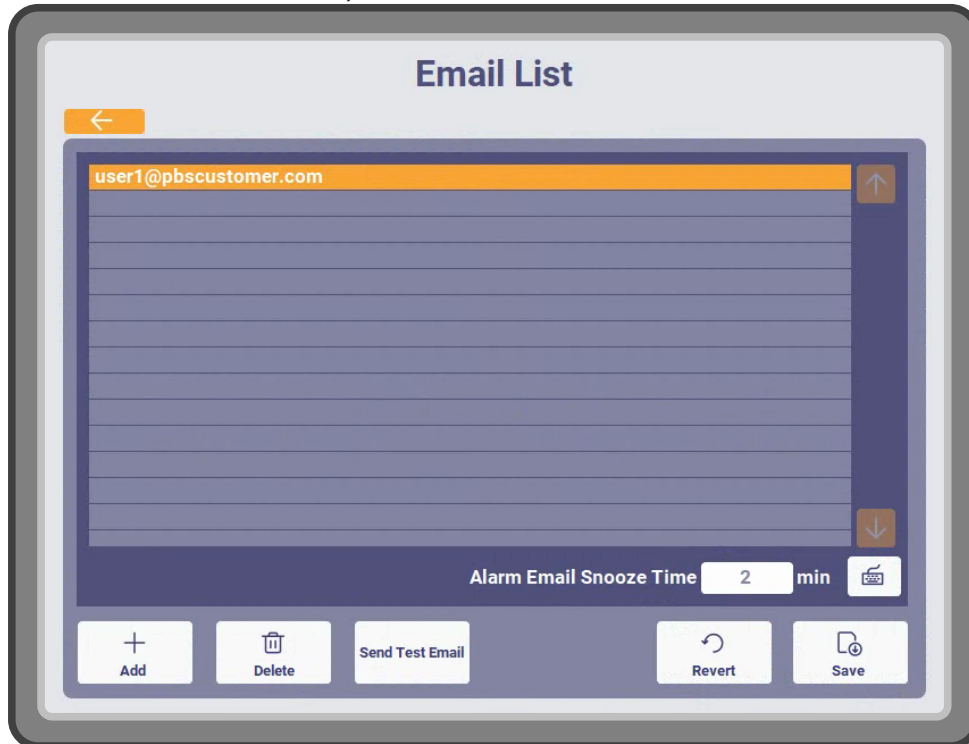 Email List
user1@pbscustomer.com
Alarm Email Snooze Time 2 min
Add Delete Send Test Email Revert Save